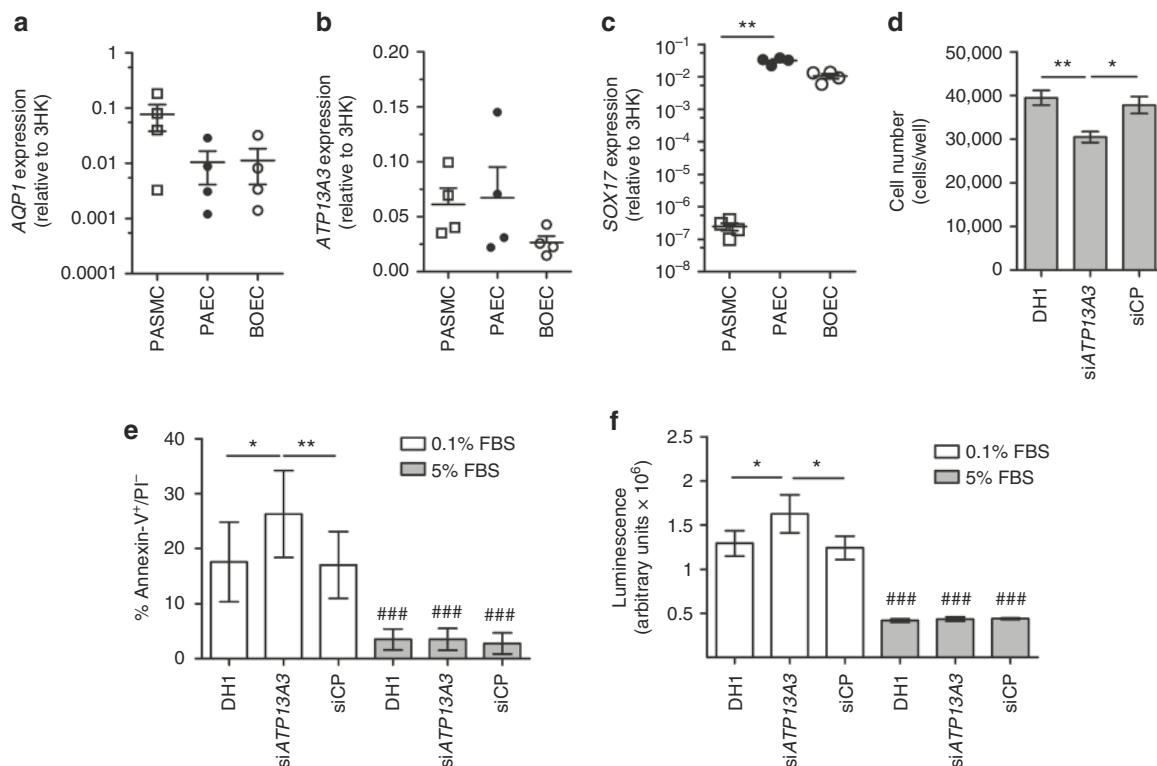 a
AQP1 expression
(relative to 3HK)
1
0.1
0.01
0.001
0.0001
PASMC
PAEC
BOEC
b
ATP13A3 expression
(relative to 3HK)
0.20
0.15
0.10
0.05
0.00
PASMC
PAEC
BOEC
c
SOX17 expression
(relative to 3HK)
**
10⁻¹
10⁻²
10⁻³
10⁻⁴
10⁻⁵
10⁻⁶
10⁻⁷
10⁻⁸
PASMC
PAEC
BOEC
d
Cell number
(cells/well)
50,000
40,000
30,000
20,000
10,000
0
** *
DH1
siATP13A3
siCP
e
% Annexin-V⁺/PI⁻
40
30
20
10
0
* **
0.1% FBS
5% FBS
### ### ###
DH1
siATP13A3
siCP
DH1
siATP13A3
siCP
f
Luminescence
(arbitrary units × 10⁶)
2.5
2
1.5
1
0.5
* *
0.1% FBS
5% FBS
### ### ###
DH1
siATP13A3
siCP
DH1
siATP13A3
siCP